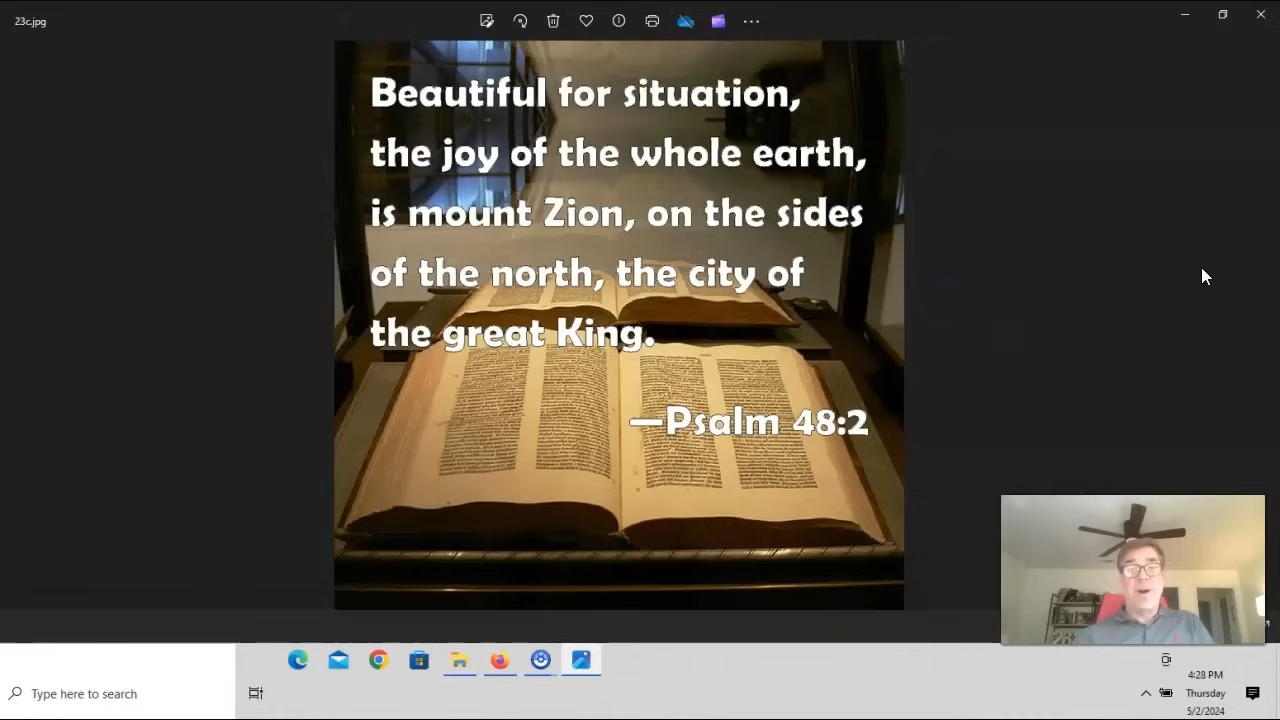 23c.jpg
Beautiful for situation,
the joy of the whole earth,
is mount Zion, on the sides
of the north, the city of
the great King.
—Psalm 48:2
Type here to search
4:28 PM
Thursday
5/2/2024